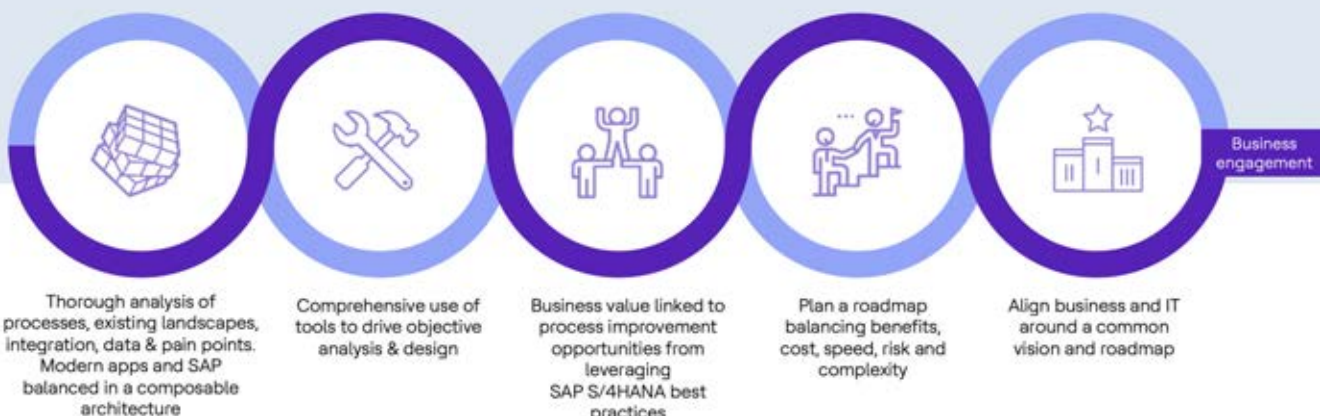 Business
engagement
Thorough analysis of
processes, existing landscapes,
integration, data & pain points.
Modern apps and SAP
balanced in a composable
architecture
Comprehensive use of
tools to drive objective
analysis & design
Business value linked to
process improvement
opportunities from
leveraging
SAP S/4HANA best
practices
Plan a roadmap
balancing benefits,
cost, speed, risk and
complexity
Align business and IT
around a common
vision and roadmap